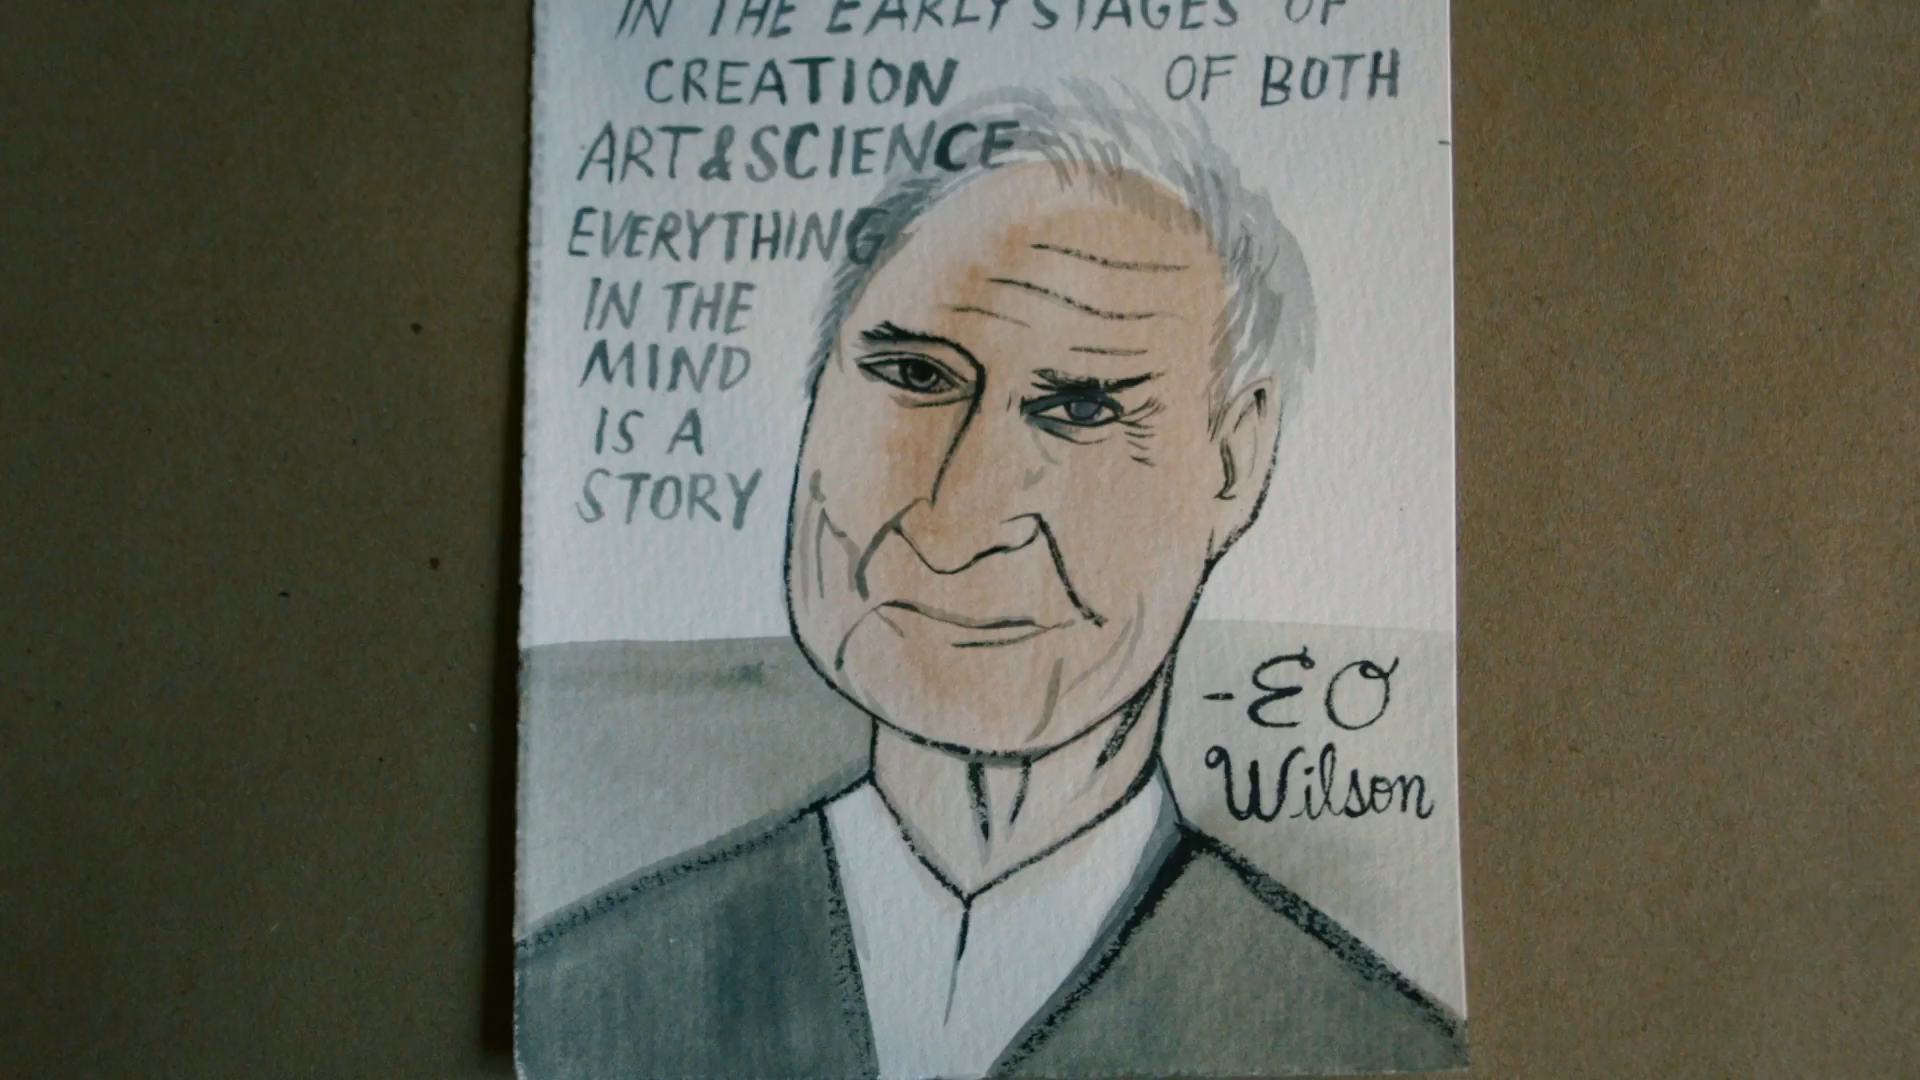 IN THE EARLY STAGES OF
CREATION OF BOTH
ART & SCIENCE
EVERYTHING
IN THE
MIND
IS A
STORY
- EO
Wilson